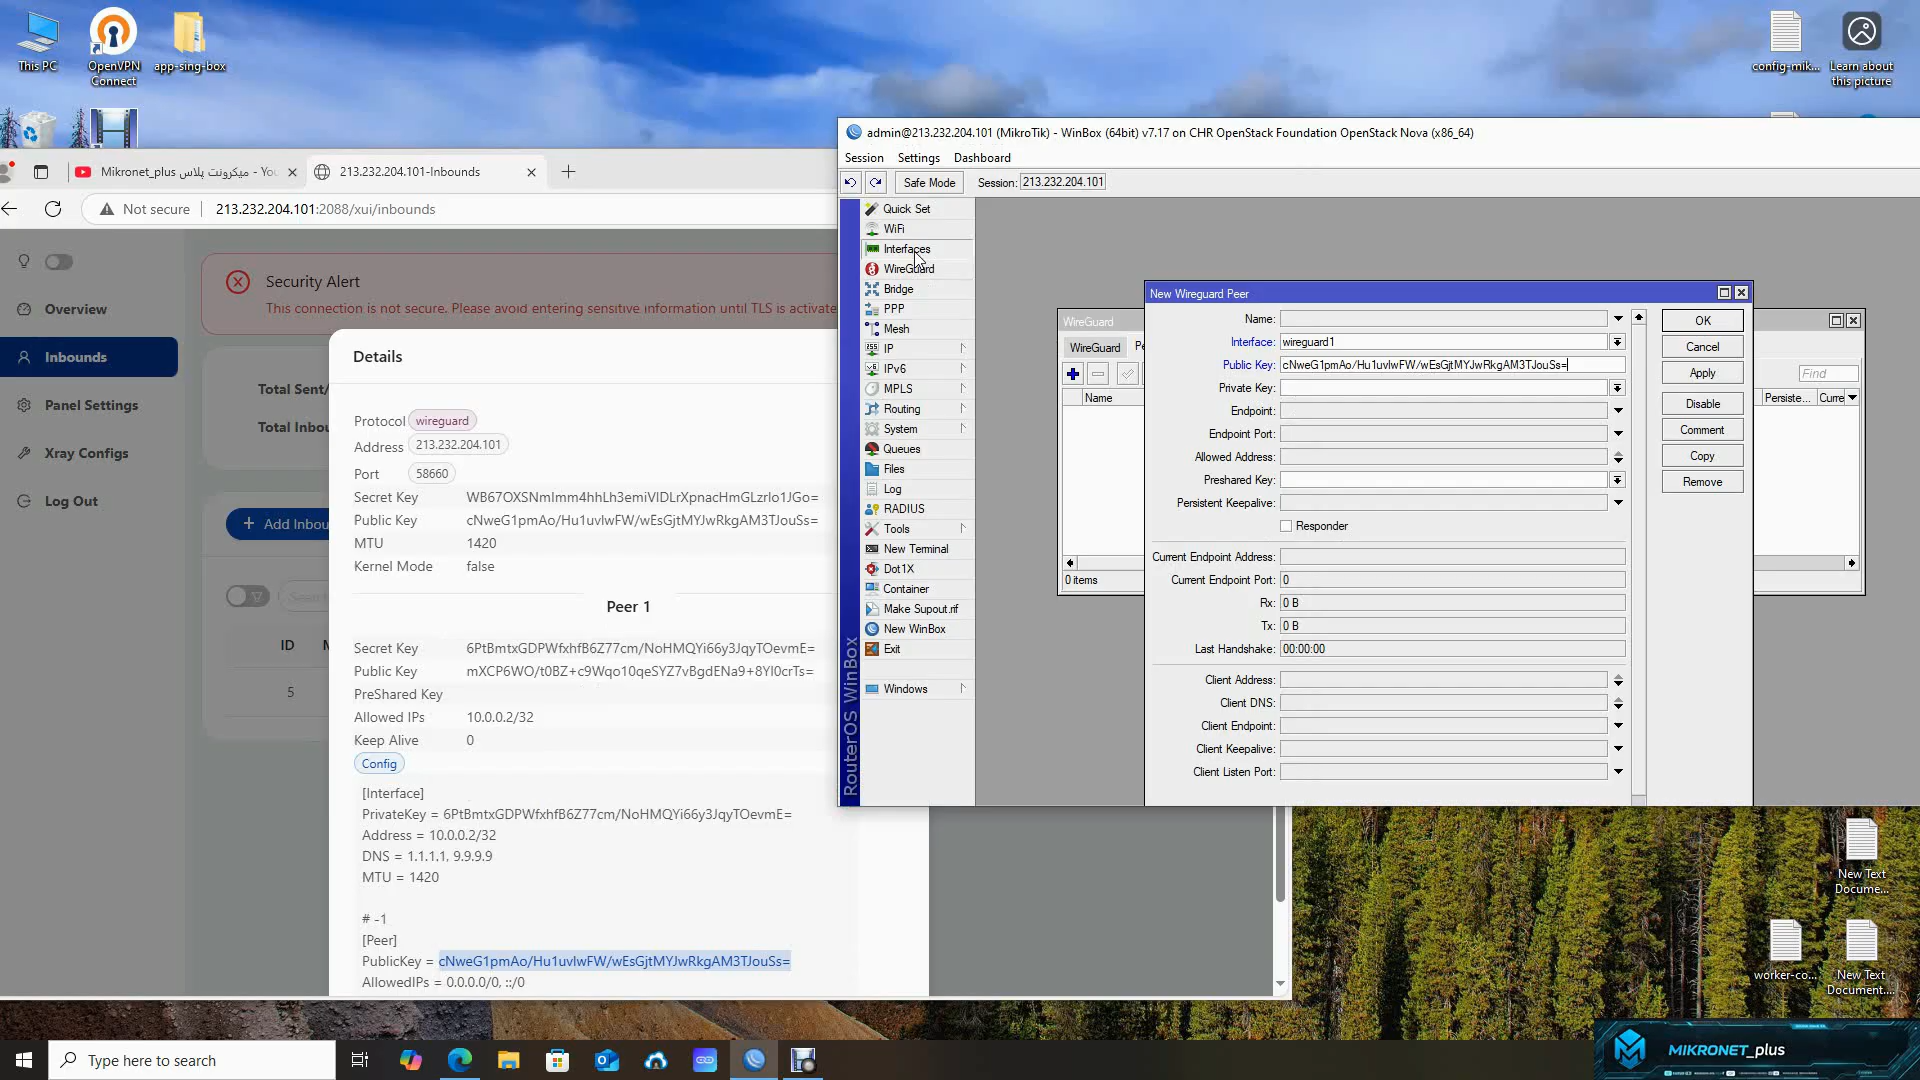 This PC
OpenVPN
Connect
app-sing-box
config-mik...
Learn about
this picture
Mikronet_plus میکرونت پلاس - You
213.232.204.101-Inbounds
Not secure
213.232.204.101:2088/xui/inbounds
Overview
Inbounds
Panel Settings
Xray Configs
Log Out
Security Alert
This connection is not secure. Please avoid entering sensitive information until TLS is activate
Total Sent/
Total Inbou
Add Inbou
ID
5
Details
Protocol wireguard
Address 213.232.204.101
Port 58660
Secret Key WB67OXSNmImm4hhLh3emiVIDLrXpnacHmGLzrIo1JGo=
Public Key cNweG1pmAo/Hu1uvlwFW/wEsGjtMYJwRkgAM3TJouSs=
MTU 1420
Kernel Mode false
Peer 1
Secret Key 6PtBmtxGDPWfxhfB6Z77cm/NoHMQYi66y3JqyTOevmE=
Public Key mXCP6WO/t0BZ+c9Wqo10qeSYZ7vBgdENa9+8YI0crTs=
PreShared Key
Allowed IPs 10.0.0.2/32
Keep Alive 0
Config
[Interface]
PrivateKey = 6PtBmtxGDPWfxhfB6Z77cm/NoHMQYi66y3JqyTOevmE=
Address = 10.0.0.2/32
DNS = 1.1.1.1, 9.9.9.9
MTU = 1420
# -1
[Peer]
PublicKey = cNweG1pmAo/Hu1uvlwFW/wEsGjtMYJwRkgAM3TJouSs=
AllowedIPs = 0.0.0.0/0, ::/0
admin@213.232.204.101 (MikroTik) - WinBox (64bit) v7.17 on CHR OpenStack Foundation OpenStack Nova (x86_64)
Session Settings Dashboard
Safe Mode Session: 213.232.204.101
Quick Set
WiFi
Interfaces
WireGuard
Bridge
PPP
Mesh
IP
IPv6
MPLS
Routing
System
Queues
Files
Log
RADIUS
Tools
New Terminal
Dot1X
Container
Make Supout.rif
New WinBox
Exit
Windows
RouterOS WinBox
WireGuard
WireGuard Pe
Find
Name
Persiste... Curre
0 items
New Wireguard Peer
Name:
Interface: wireguard1
Public Key: cNweG1pmAo/Hu1uvlwFW/wEsGjtMYJwRkgAM3TJouSs=
Private Key:
Endpoint:
Endpoint Port:
Allowed Address:
Preshared Key:
Persistent Keepalive:
Responder
Current Endpoint Address:
Current Endpoint Port: 0
Rx: 0 B
Tx: 0 B
Last Handshake: 00:00:00
Client Address:
Client DNS:
Client Endpoint:
Client Keepalive:
Client Listen Port:
OK
Cancel
Apply
Disable
Comment
Copy
Remove
New Text
Docume...
worker-co...
New Text
Document....
Type here to search
MIKRONET_plus